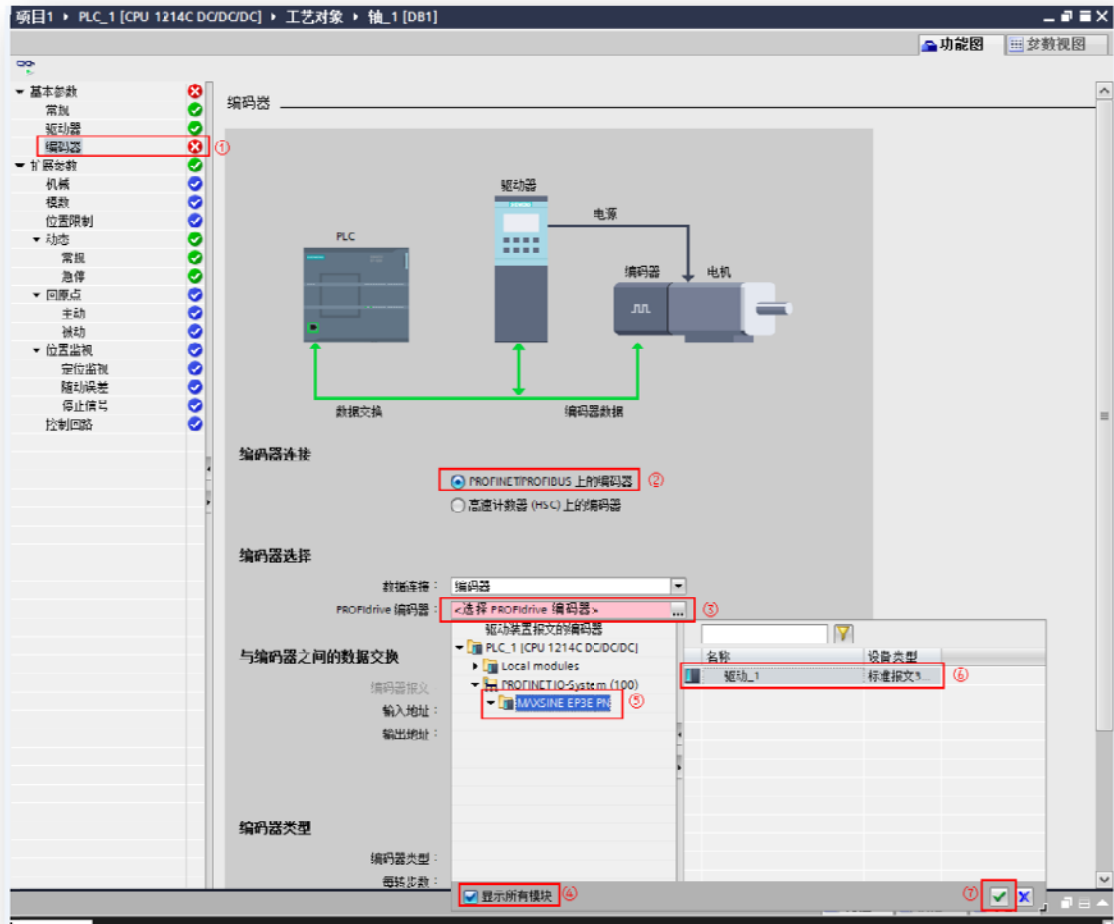 项目1 ▸ PLC_1 [CPU 1214C DC/DC/DC] ▸ 工艺对象 ▸ 轴_1 [DB1]
功能图
参数视图
基本参数
常规
驱动器
编码器 ①
扩展参数
机械
模数
位置限制
动态
常规
急停
回原点
主动
被动
位置监视
定位监视
随动误差
停止信号
控制回路
编码器
驱动器
电源
PLC
编码器
电机
数据交换
编码器数据
编码器连接
PROFINET/PROFIBUS 上的编码器 ②
高速计数器 (HSC) 上的编码器
编码器选择
数据连接： 编码器
PROFIdrive 编码器： <选择 PROFIdrive 编码器> ... ③
驱动装置报文的编码器
PLC_1 [CPU 1214C DC/DC/DC]
Local modules
PROFINET IO-System (100)
MAXSINE EP3E PN ⑤
名称 设备类型
驱动_1 标准报文3... ⑥
与编码器之间的数据交换
编码器报文：
输入地址：
输出地址：
编码器类型
编码器类型：
每转步数：
显示所有模块 ④
⑦